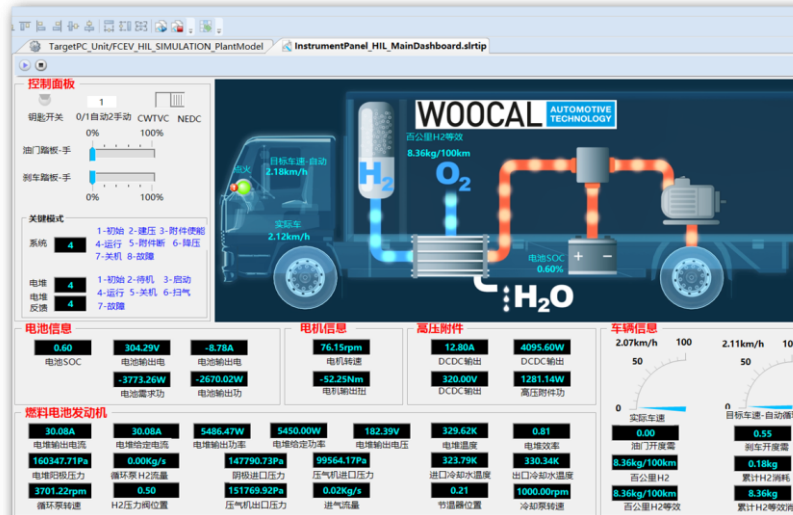 TargetPC_Unit/FCEV_HIL_SIMULATION_PlantModel
InstrumentPanel_HIL_MainDashboard.slrtip
控制面板
1
钥匙开关 0/1自动2手动 CWTVC NEDC
0% 100%
油门踏板-手
刹车踏板-手
0% 100%
关键模式
系统 4
1-初始 2-建压 3-附件使能
4-运行 5-附件断 6-降压
7-关机 8-故障
电堆 4
电堆反馈 4
1-初始 2-待机 3-启动
4-运行 5-关机 6-扫气
7-故障
WOOCAL AUTOMOTIVE TECHNOLOGY
百公里H2等效
8.36kg/100km
点火
目标车速-自动
2.18km/h
H2
O2
实际车
2.12km/h
电池SOC
0.60%
+ −
H2O
电池信息
0.60 304.29V -8.78A
电池SOC 电池输出电 电池输出电
-3773.26W -2670.02W
电池需求功 电池输出功
电机信息
76.15rpm
电机转速
-52.25Nm
电机输出扭
高压附件
12.80A 4095.60W
DCDC输出 DCDC输出
320.00V 1281.14W
DCDC输出 高压附件功
车辆信息
2.07km/h 100
50
0
实际车速
2.11km/h
50
0
目标车速-自动循
0.00 0.55
油门开度需 刹车开度需
8.36kg/100km 0.18kg
百公里H2 累计H2消耗
8.36kg/100km 8.36kg
百公里H2等效 累计H2等效消
燃料电池发动机
30.08A 30.08A 5486.47W 5450.00W 182.39V 329.62K 0.81
电堆输出电流 电堆给定电流 电堆输出功率 电堆给定功率 电堆输出电压 电堆温度 电堆效率
160347.71Pa 0.00Kg/s 147790.73Pa 99564.17Pa 323.79K 330.34K
电堆阳极压力 循环泵H2流量 阴极进口压力 压气机进口压力 进口冷却水温度 出口冷却水温度
3701.22rpm 0.50 151769.92Pa 0.02Kg/s 0.21 1000.00rpm
循环泵转速 H2压力阀位置 压气机出口压力 进气流量 节温器位置 冷却泵转速